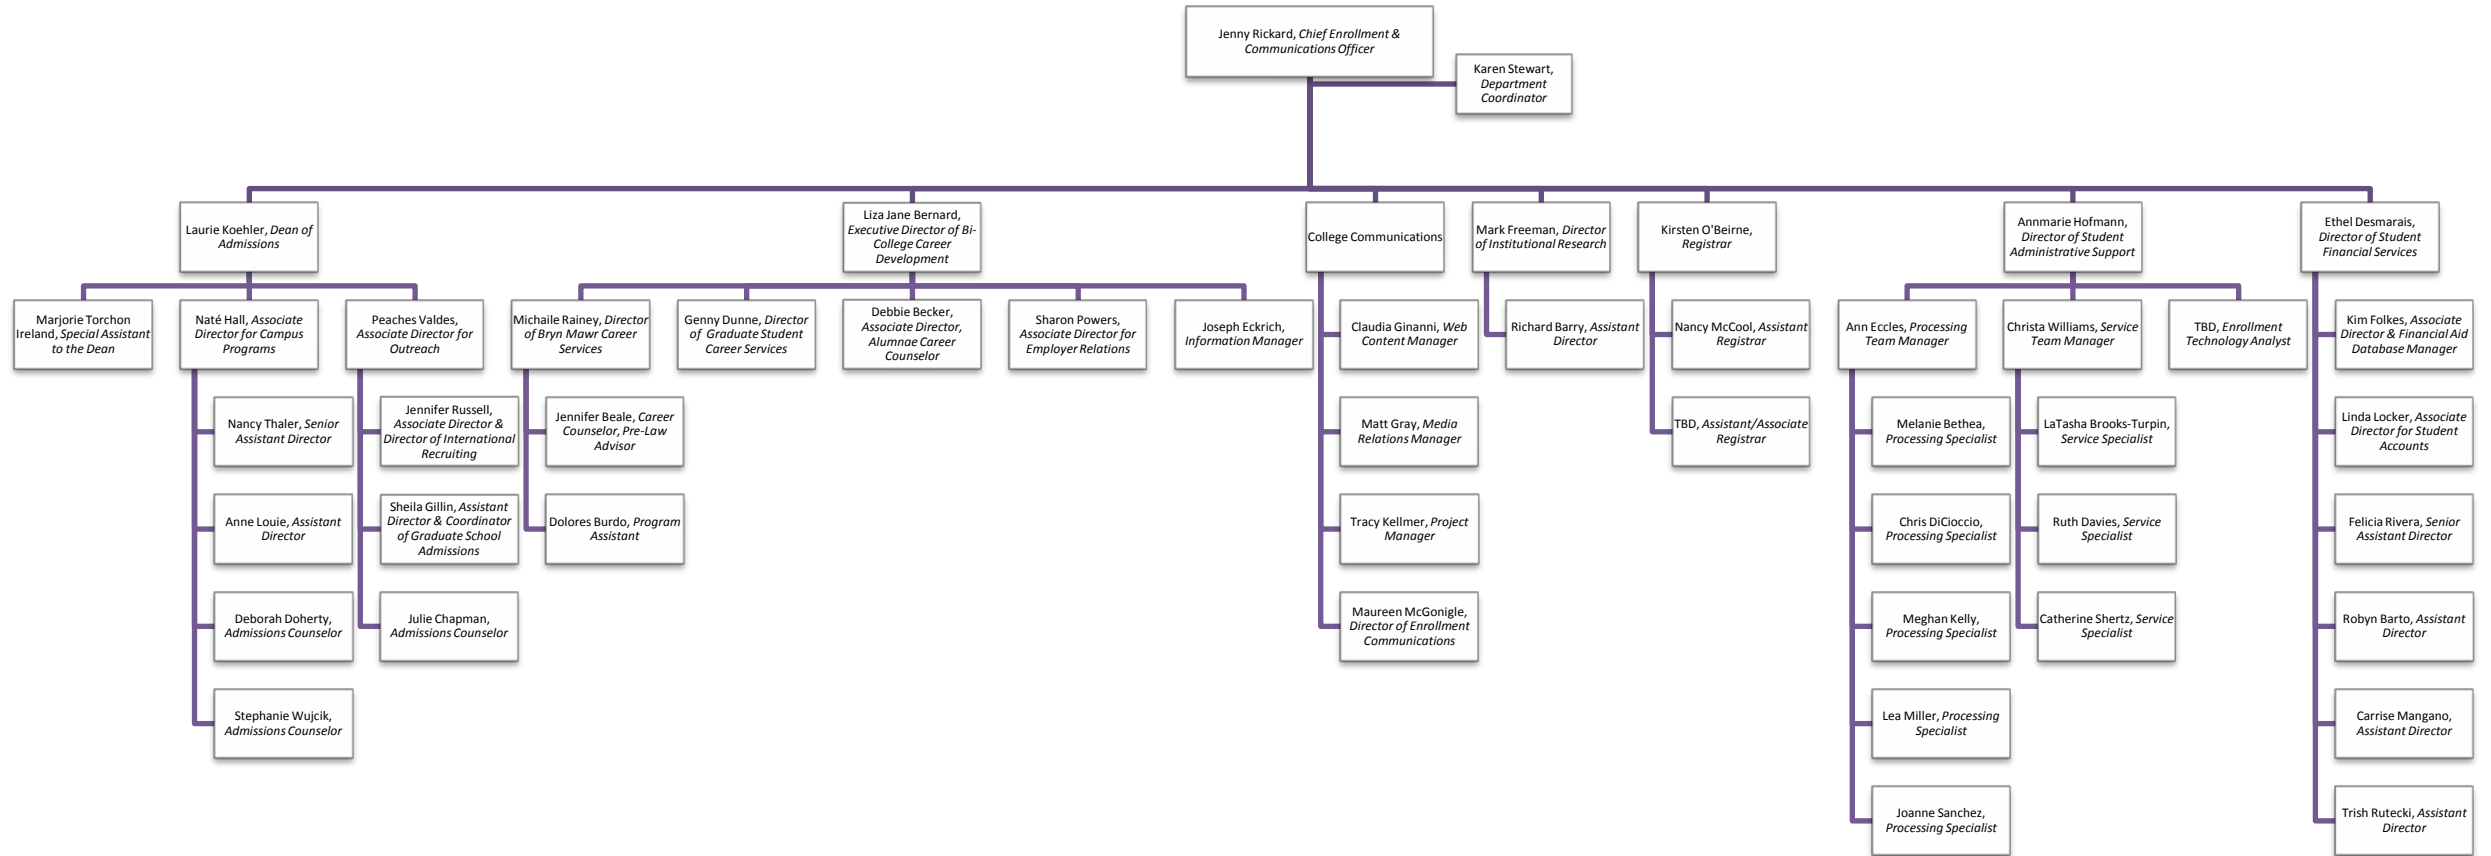 Jenny Rickard, Chief Enrollment &
Communications Officer
Karen Stewart,
Department
Coordinator
Laurie Koehler, Dean of
Admissions
Liza Jane Bernard,
Executive Director of Bi-
College Career
Development
College Communications
Mark Freeman, Director
of Institutional Research
Kirsten O'Beirne,
Registrar
Annmarie Hofmann,
Director of Student
Administrative Support
Ethel Desmarais,
Director of Student
Financial Services
Marjorie Torchon
Ireland, Special Assistant
to the Dean
Naté Hall, Associate
Director for Campus
Programs
Peaches Valdes,
Associate Director for
Outreach
Michaile Rainey, Director
of Bryn Mawr Career
Services
Genny Dunne, Director
of Graduate Student
Career Services
Debbie Becker,
Associate Director,
Alumnae Career
Counselor
Sharon Powers,
Associate Director for
Employer Relations
Joseph Eckrich,
Information Manager
Claudia Ginanni, Web
Content Manager
Richard Barry, Assistant
Director
Nancy McCool, Assistant
Registrar
Ann Eccles, Processing
Team Manager
Christa Williams, Service
Team Manager
TBD, Enrollment
Technology Analyst
Kim Folkes, Associate
Director & Financial Aid
Database Manager
Nancy Thaler, Senior
Assistant Director
Jennifer Russell,
Associate Director &
Director of International
Recruiting
Jennifer Beale, Career
Counselor, Pre-Law
Advisor
Matt Gray, Media
Relations Manager
TBD, Assistant/Associate
Registrar
Melanie Bethea,
Processing Specialist
LaTasha Brooks-Turpin,
Service Specialist
Linda Locker, Associate
Director for Student
Accounts
Anne Louie, Assistant
Director
Sheila Gillin, Assistant
Director & Coordinator
of Graduate School
Admissions
Dolores Burdo, Program
Assistant
Tracy Kellmer, Project
Manager
Chris DiCioccio,
Processing Specialist
Ruth Davies, Service
Specialist
Felicia Rivera, Senior
Assistant Director
Deborah Doherty,
Admissions Counselor
Julie Chapman,
Admissions Counselor
Maureen McGonigle,
Director of Enrollment
Communications
Meghan Kelly,
Processing Specialist
Catherine Shertz, Service
Specialist
Robyn Barto, Assistant
Director
Stephanie Wujcik,
Admissions Counselor
Lea Miller, Processing
Specialist
Carrise Mangano,
Assistant Director
Joanne Sanchez,
Processing Specialist
Trish Rutecki, Assistant
Director